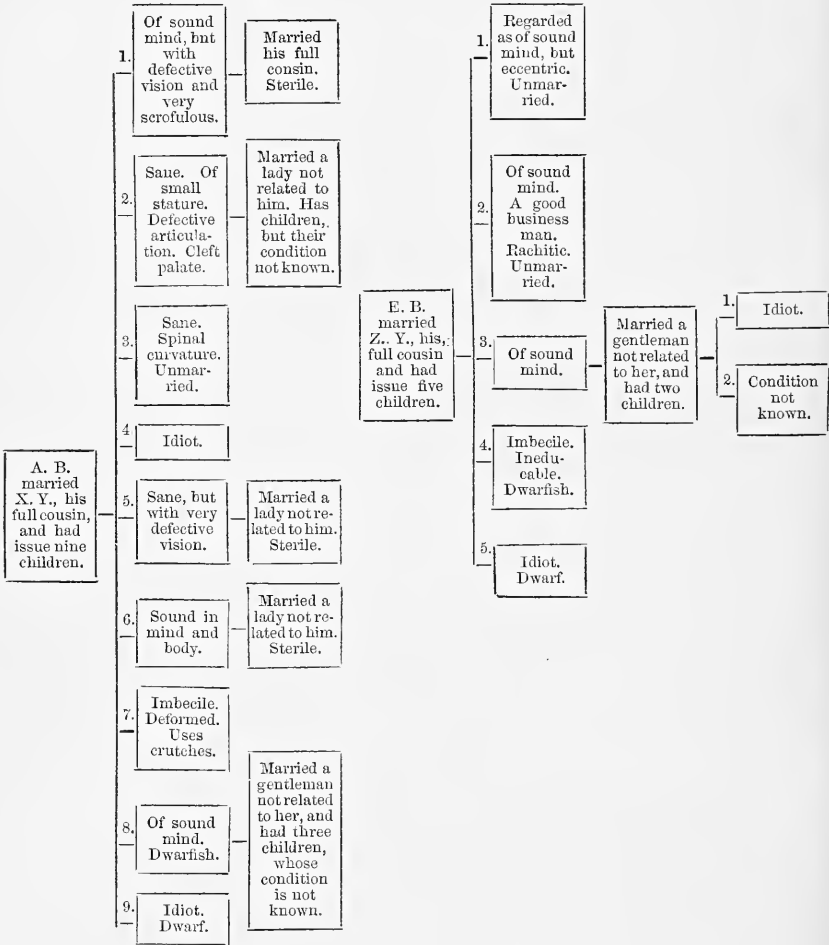 A. B.
married
X. Y., his
full cousin,
and had
issue nine
children.
1.
Of sound
mind, but
with
defective
vision and
very
scrofulous.
Married
his full
cousin.
Sterile.
2.
Sane. Of
small
stature.
Defective
articula-
tion. Cleft
palate.
Married a
lady not
related to
him. Has
children,
but their
condition
not known.
3.
Sane.
Spinal
curvature.
Unmar-
ried.
4
Idiot.
5.
Sane, but
with very
defective
vision.
Married a
lady not re-
lated to him.
Sterile.
6.
Sound in
mind and
body.
Married a
lady not re-
lated to him.
Sterile.
7.
Imbecile.
Deformed.
Uses
crutches.
8.
Of sound
mind.
Dwarfish.
Married a
gentleman
not related
to her, and
had three
children,
whose
condition
is not
known.
9.
Idiot.
Dwarf.
E. B.
married
Z. Y., his
full cousin
and had
issue five
children.
1.
Regarded
as of sound
mind, but
eccentric.
Unmar-
ried.
2.
Of sound
mind.
A good
business
man.
Rachitic.
Unmar-
ried.
3.
Of sound
mind.
Married a
gentleman
not related
to her, and
had two
children.
1.
Idiot.
2.
Condition
not
known.
4.
Imbecile.
Inedu-
cable.
Dwarfish.
5.
Idiot.
Dwarf.